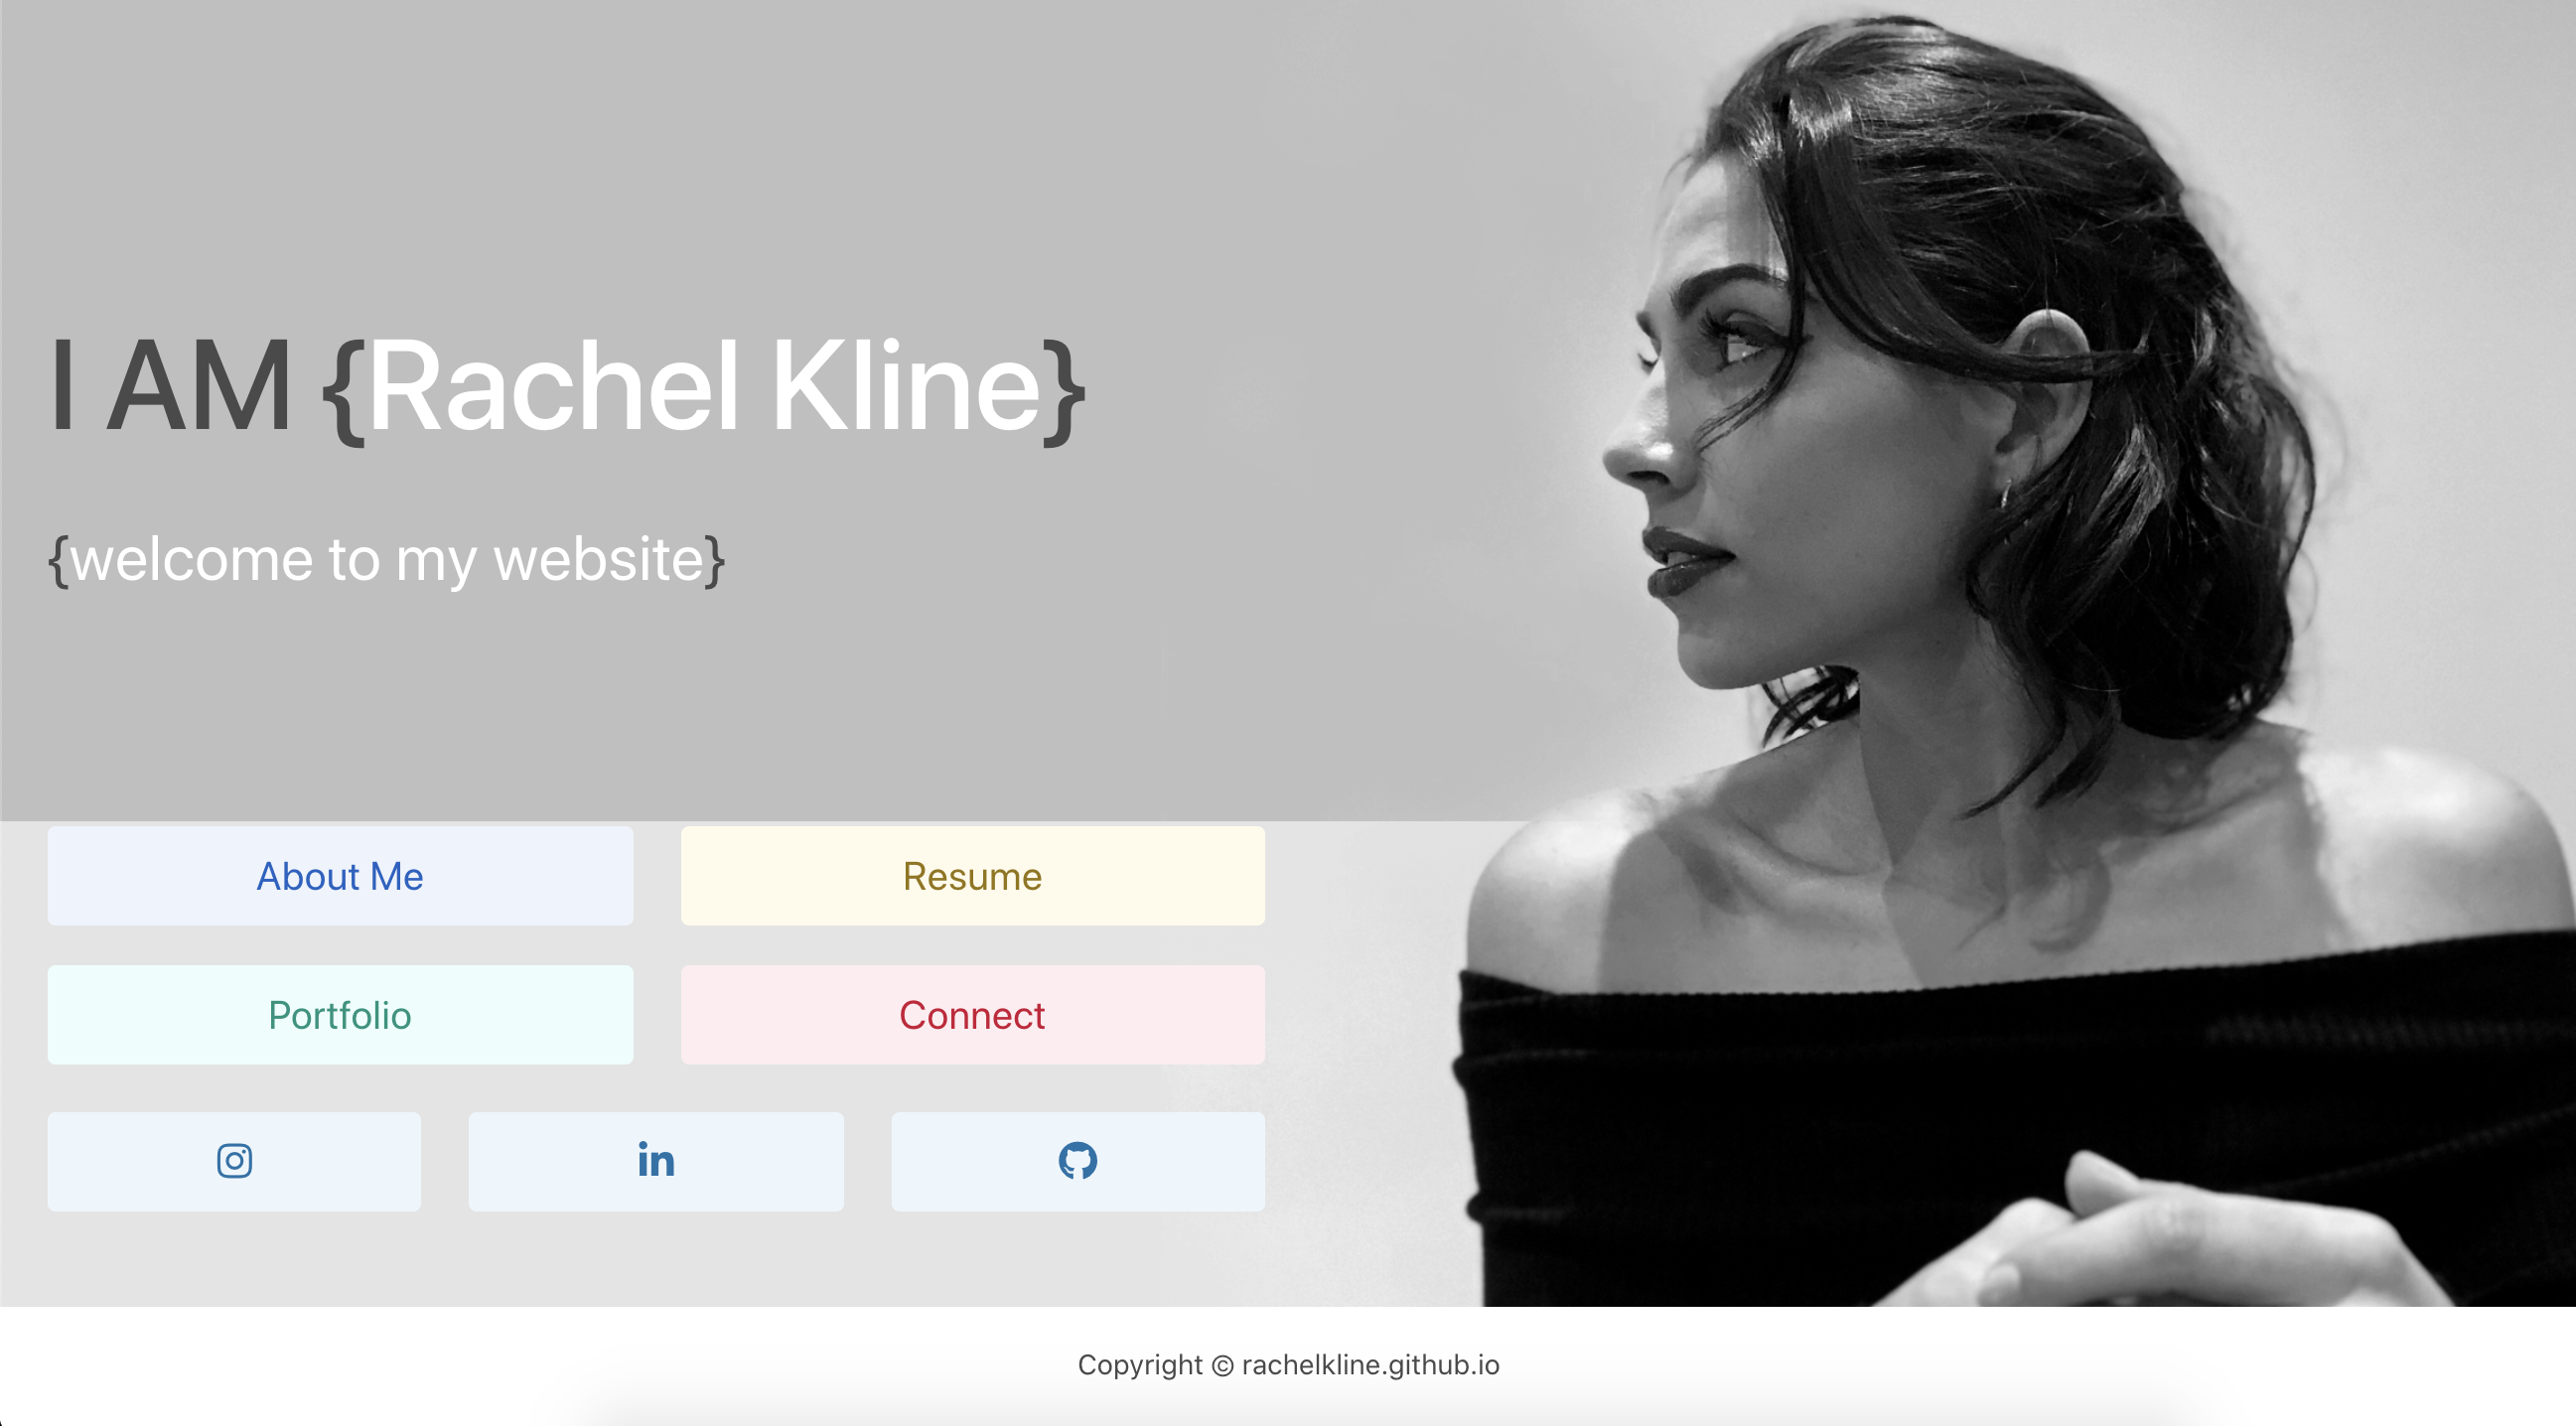 I AM {Rachel Kline}
{welcome to my website}
About Me
Resume
Portfolio
Connect
in
Copyright © rachelkline.github.io